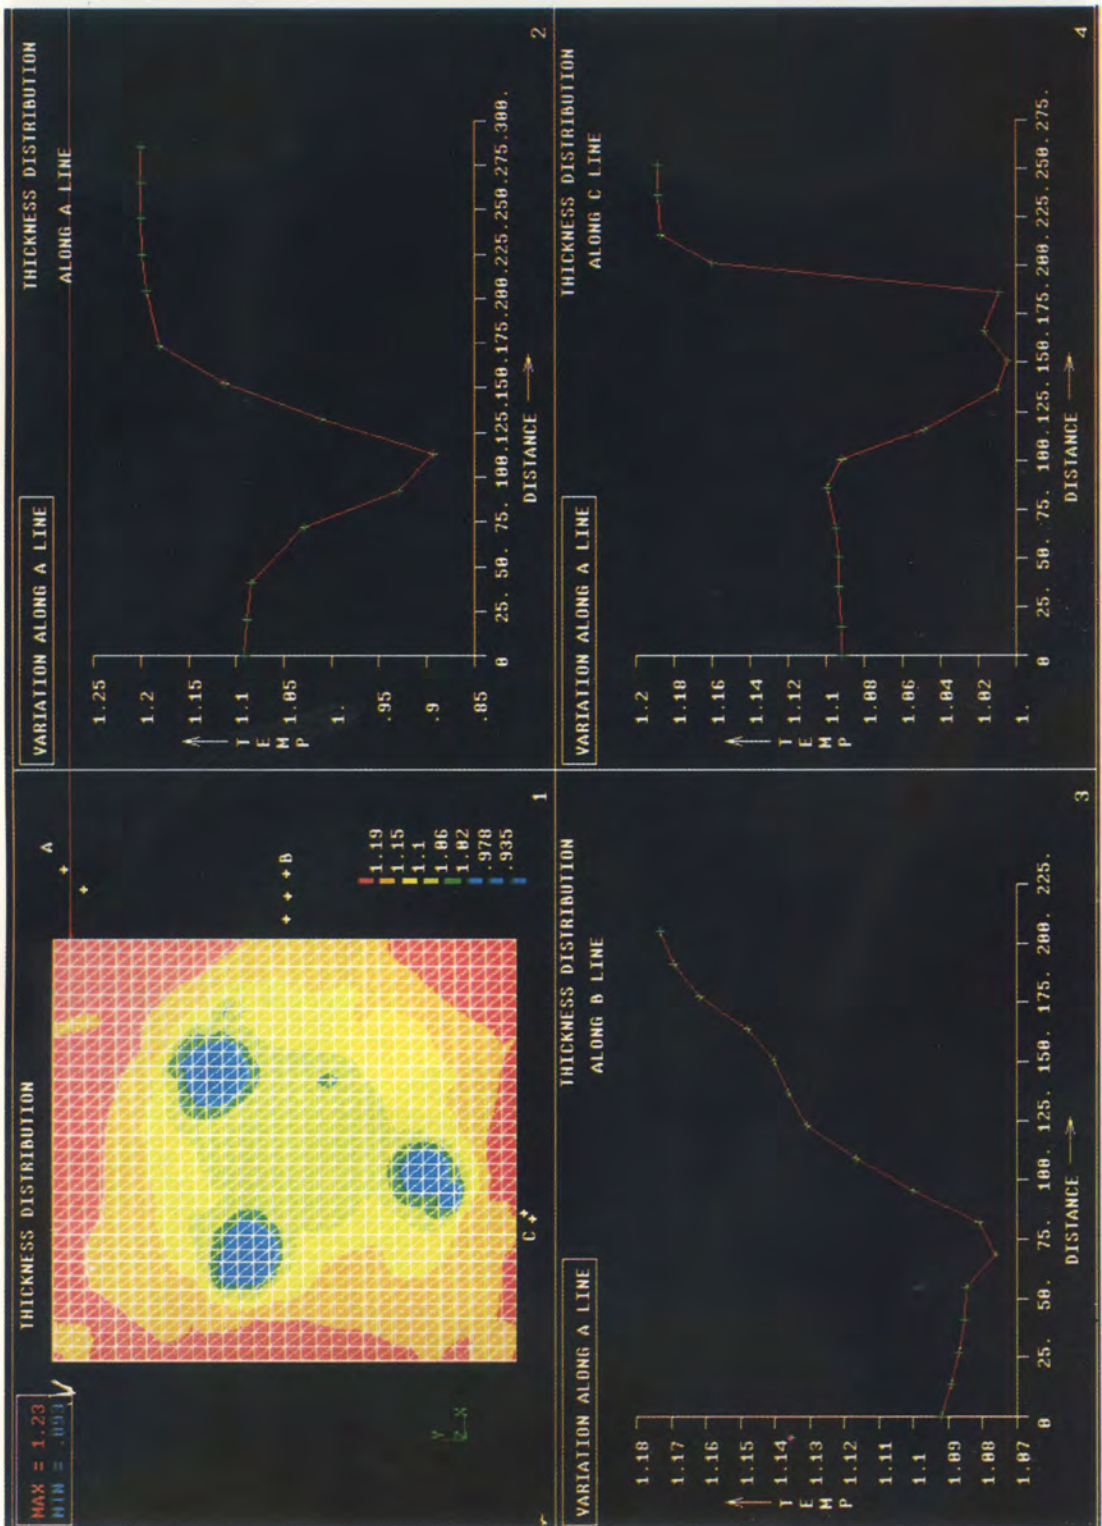 MAX = 1.23
MIN =
THICKNESS DISTRIBUTION
A
B
C
1.19
1.15
1.1
1.06
1.02
.978
.935
Y
Z X
1
VARIATION ALONG A LINE
THICKNESS DISTRIBUTION
ALONG A LINE
1.25
1.2
1.15
1.1
1.05
1.
.95
.9
.85
TEMP
0 25. 50. 75. 100. 125. 150. 175. 200. 225. 250. 275. 300.
DISTANCE
2
VARIATION ALONG A LINE
THICKNESS DISTRIBUTION
ALONG B LINE
1.18
1.17
1.16
1.15
1.14
1.13
1.12
1.11
1.1
1.09
1.08
1.07
TEMP
0 25. 50. 75. 100. 125. 150. 175. 200. 225.
DISTANCE
3
VARIATION ALONG A LINE
THICKNESS DISTRIBUTION
ALONG C LINE
1.2
1.18
1.16
1.14
1.12
1.1
1.08
1.06
1.04
1.02
1.
TEMP
0 25. 50. 75. 100. 125. 150. 175. 200. 225. 250. 275.
DISTANCE
4